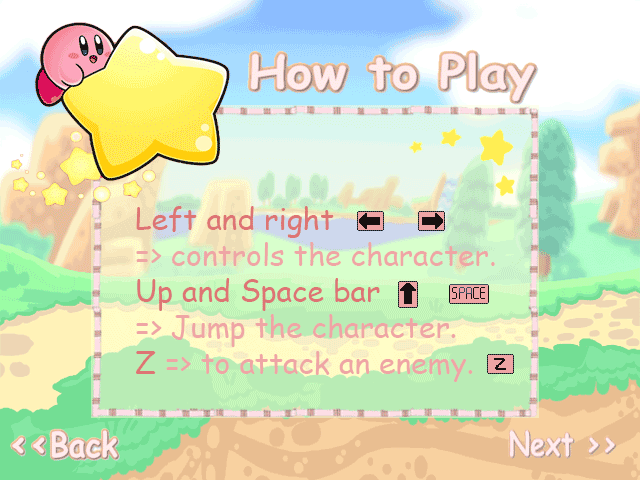 How to Play
Left and right
=> controls the character.
Up and Space bar SPACE
=> Jump the character.
Z => to attack an enemy. Z
<<Back
Next >>